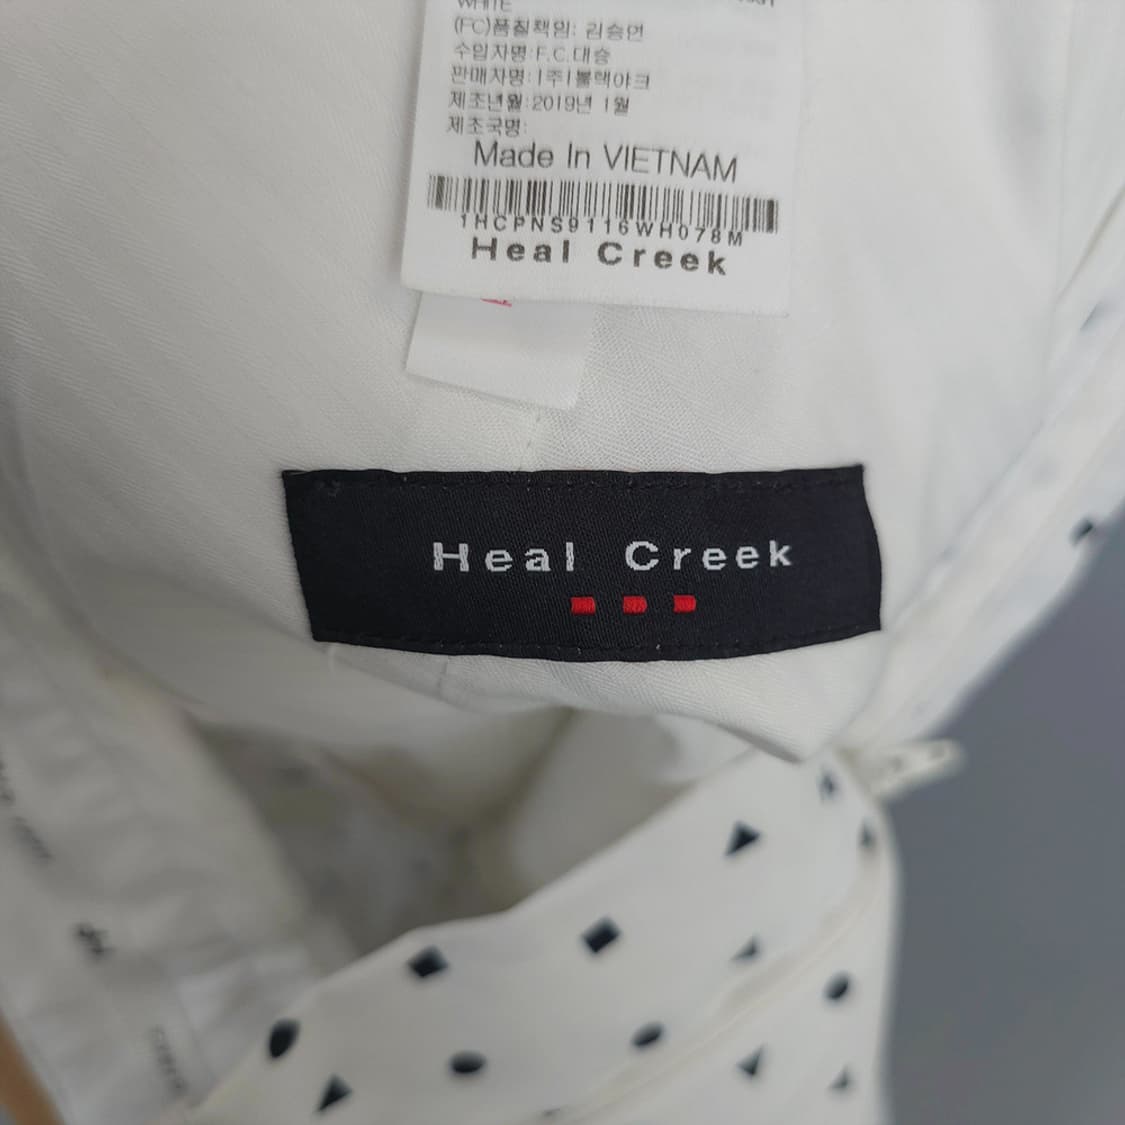 WHITE
(FC)품질책임: 김승연
수입자명:F.C.대승
판매자명:(주)블랙야크
제조년월:2019년 1월
제조국명:
Made In VIETNAM
1HCPNS9116WH078M
Heal Creek
Heal Creek